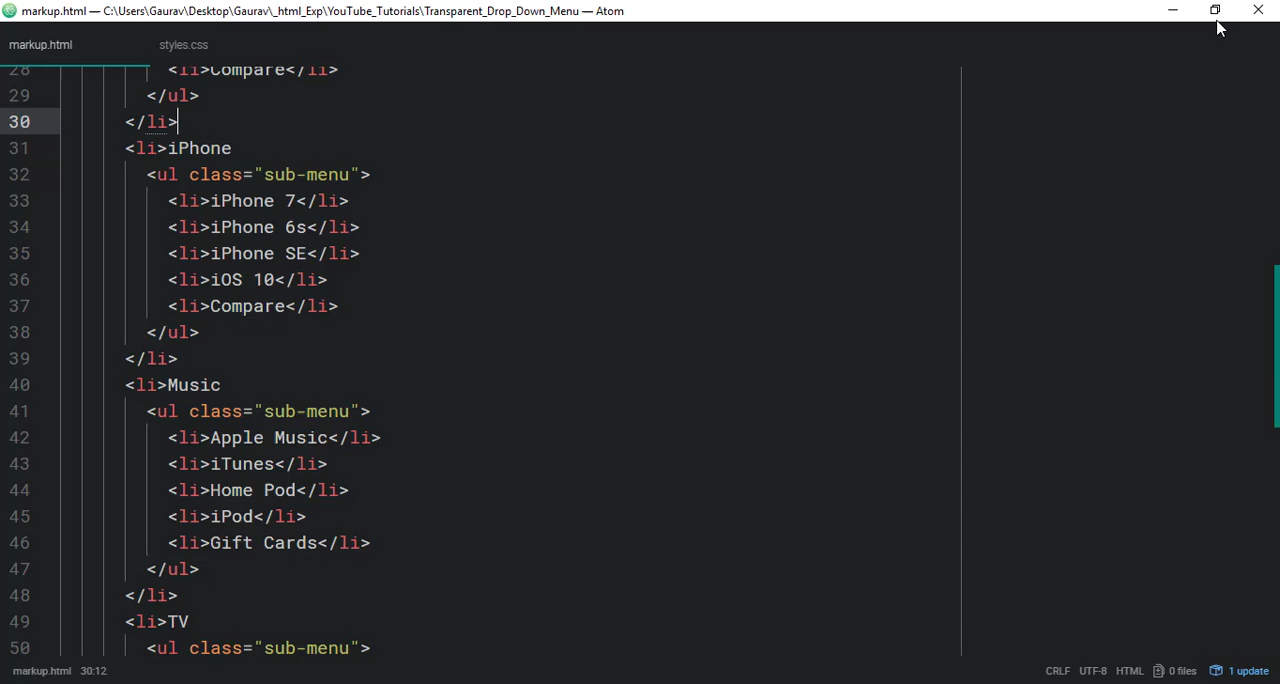 markup.html — C:\Users\Gaurav\Desktop\Gaurav\_html_Exp\YouTube_Tutorials\Transparent_Drop_Down_Menu — Atom
markup.html styles.css
28 <li>Compare</li>
29 </ul>
30 </li>
31 <li>iPhone
32 <ul class="sub-menu">
33 <li>iPhone 7</li>
34 <li>iPhone 6s</li>
35 <li>iPhone SE</li>
36 <li>iOS 10</li>
37 <li>Compare</li>
38 </ul>
39 </li>
40 <li>Music
41 <ul class="sub-menu">
42 <li>Apple Music</li>
43 <li>iTunes</li>
44 <li>Home Pod</li>
45 <li>iPod</li>
46 <li>Gift Cards</li>
47 </ul>
48 </li>
49 <li>TV
50 <ul class="sub-menu">
markup.html 30:12 CRLF UTF-8 HTML 0 files 1 update